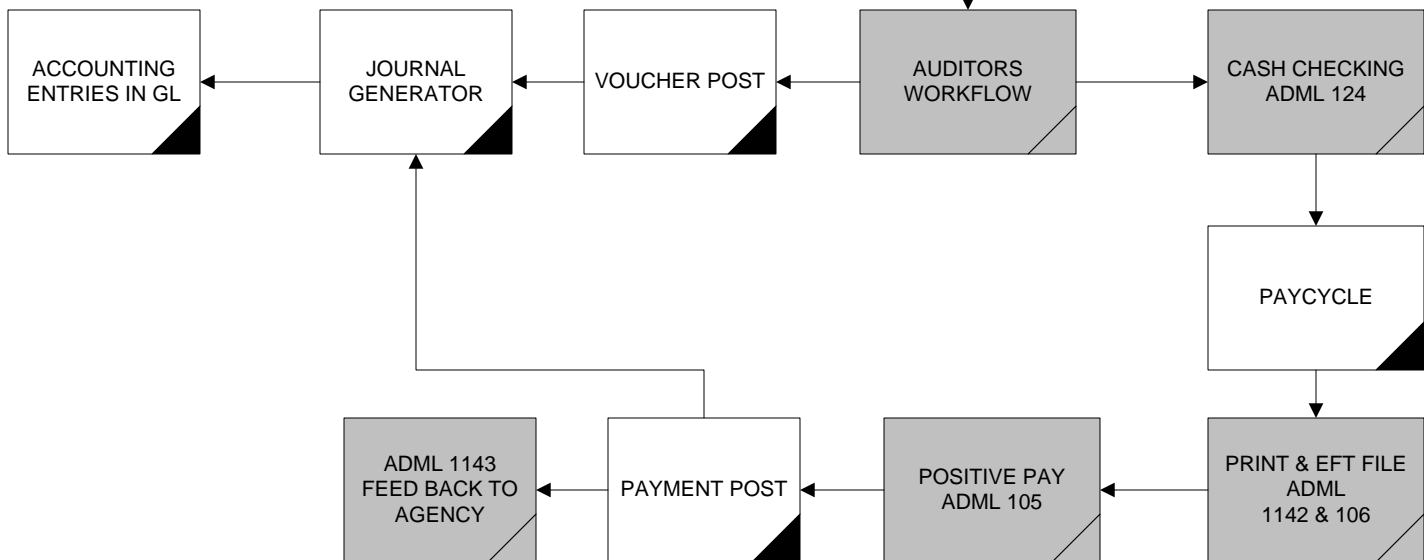 ACCOUNTING
ENTRIES IN GL
JOURNAL
GENERATOR
VOUCHER POST
AUDITORS
WORKFLOW
CASH CHECKING
ADML 124
PAYCYCLE
ADML 1143
FEED BACK TO
AGENCY
PAYMENT POST
POSITIVE PAY
ADML 105
PRINT & EFT FILE
ADML
1142 & 106